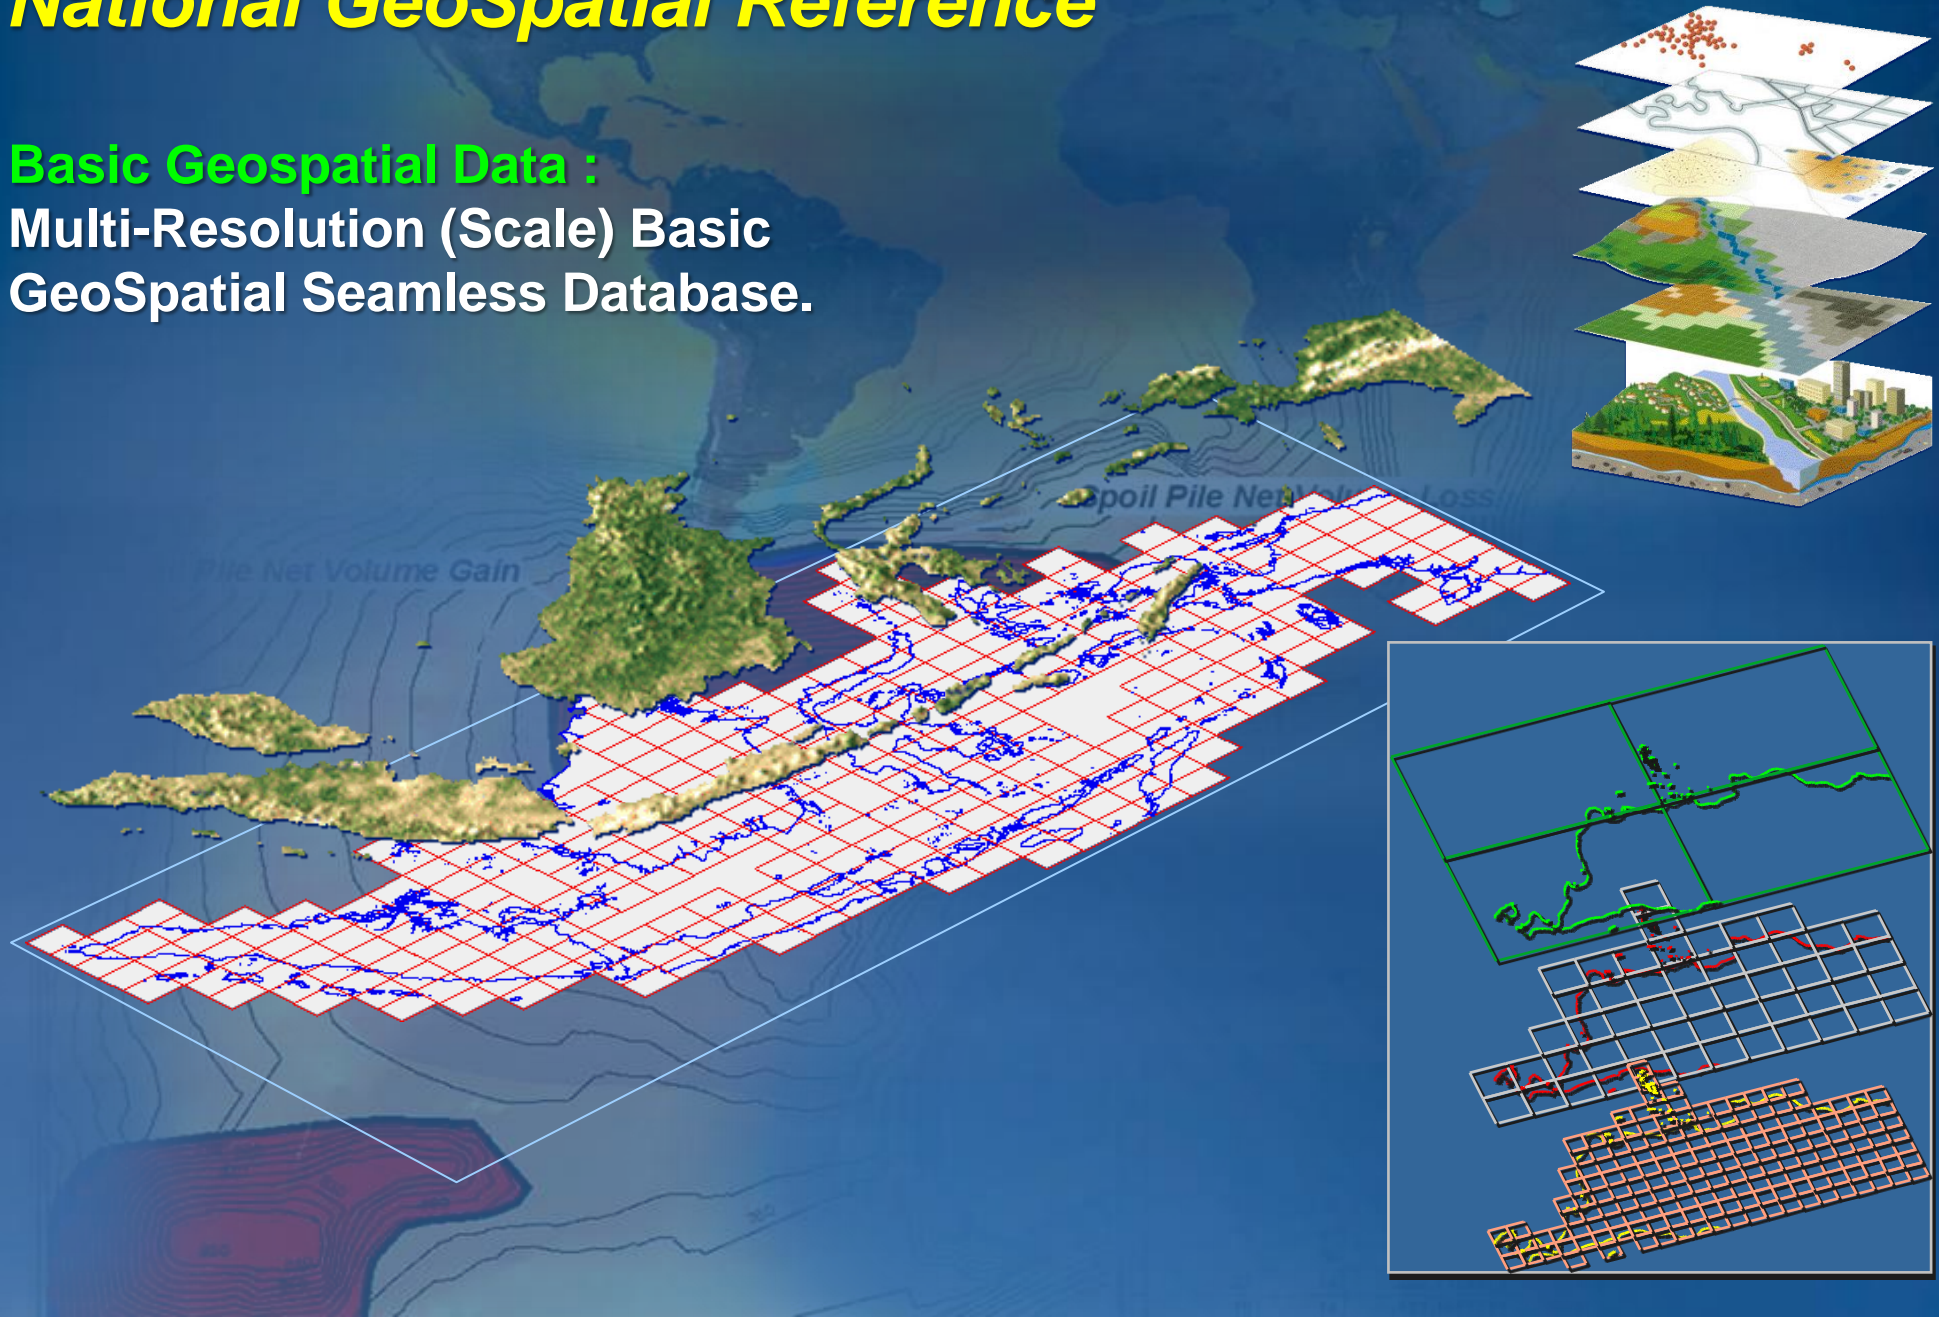 National GeoSpatial Reference
Basic Geospatial Data :
Multi-Resolution (Scale) Basic
GeoSpatial Seamless Database.
Spoil Pile Net Volume Loss
Pile Net Volume Gain